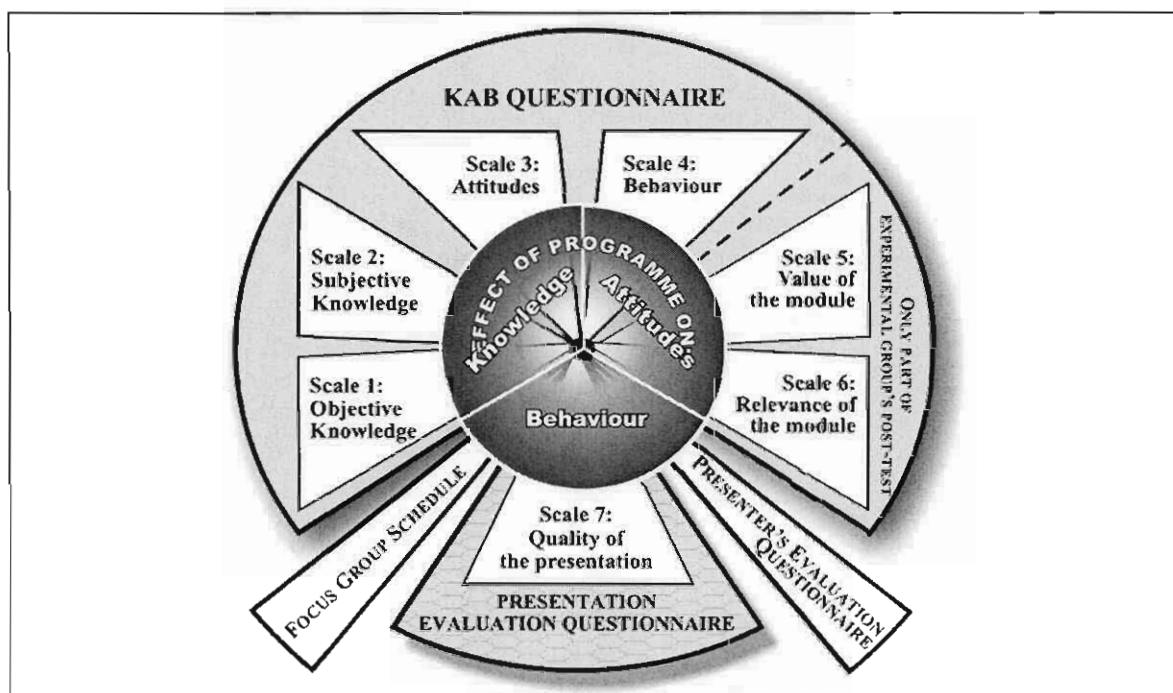 KAB QUESTIONNAIRE
Scale 3:
Attitudes
Scale 4:
Behaviour
Scale 2:
Subjective
Knowledge
Scale 5:
Value of
the module
Scale 1:
Objective
Knowledge
Scale 6:
Relevance of
the module
ONLY PART OF
EXPERIMENTAL GROUP'S POST-TEST
EFFECT OF PROGRAMME ON:
Knowledge
Attitudes
Behaviour
FOCUS GROUP SCHEDULE
Scale 7:
Quality of
the presentation
PRESENTATION
EVALUATION QUESTIONNAIRE
PRESENTER'S EVALUATION
QUESTIONNAIRE